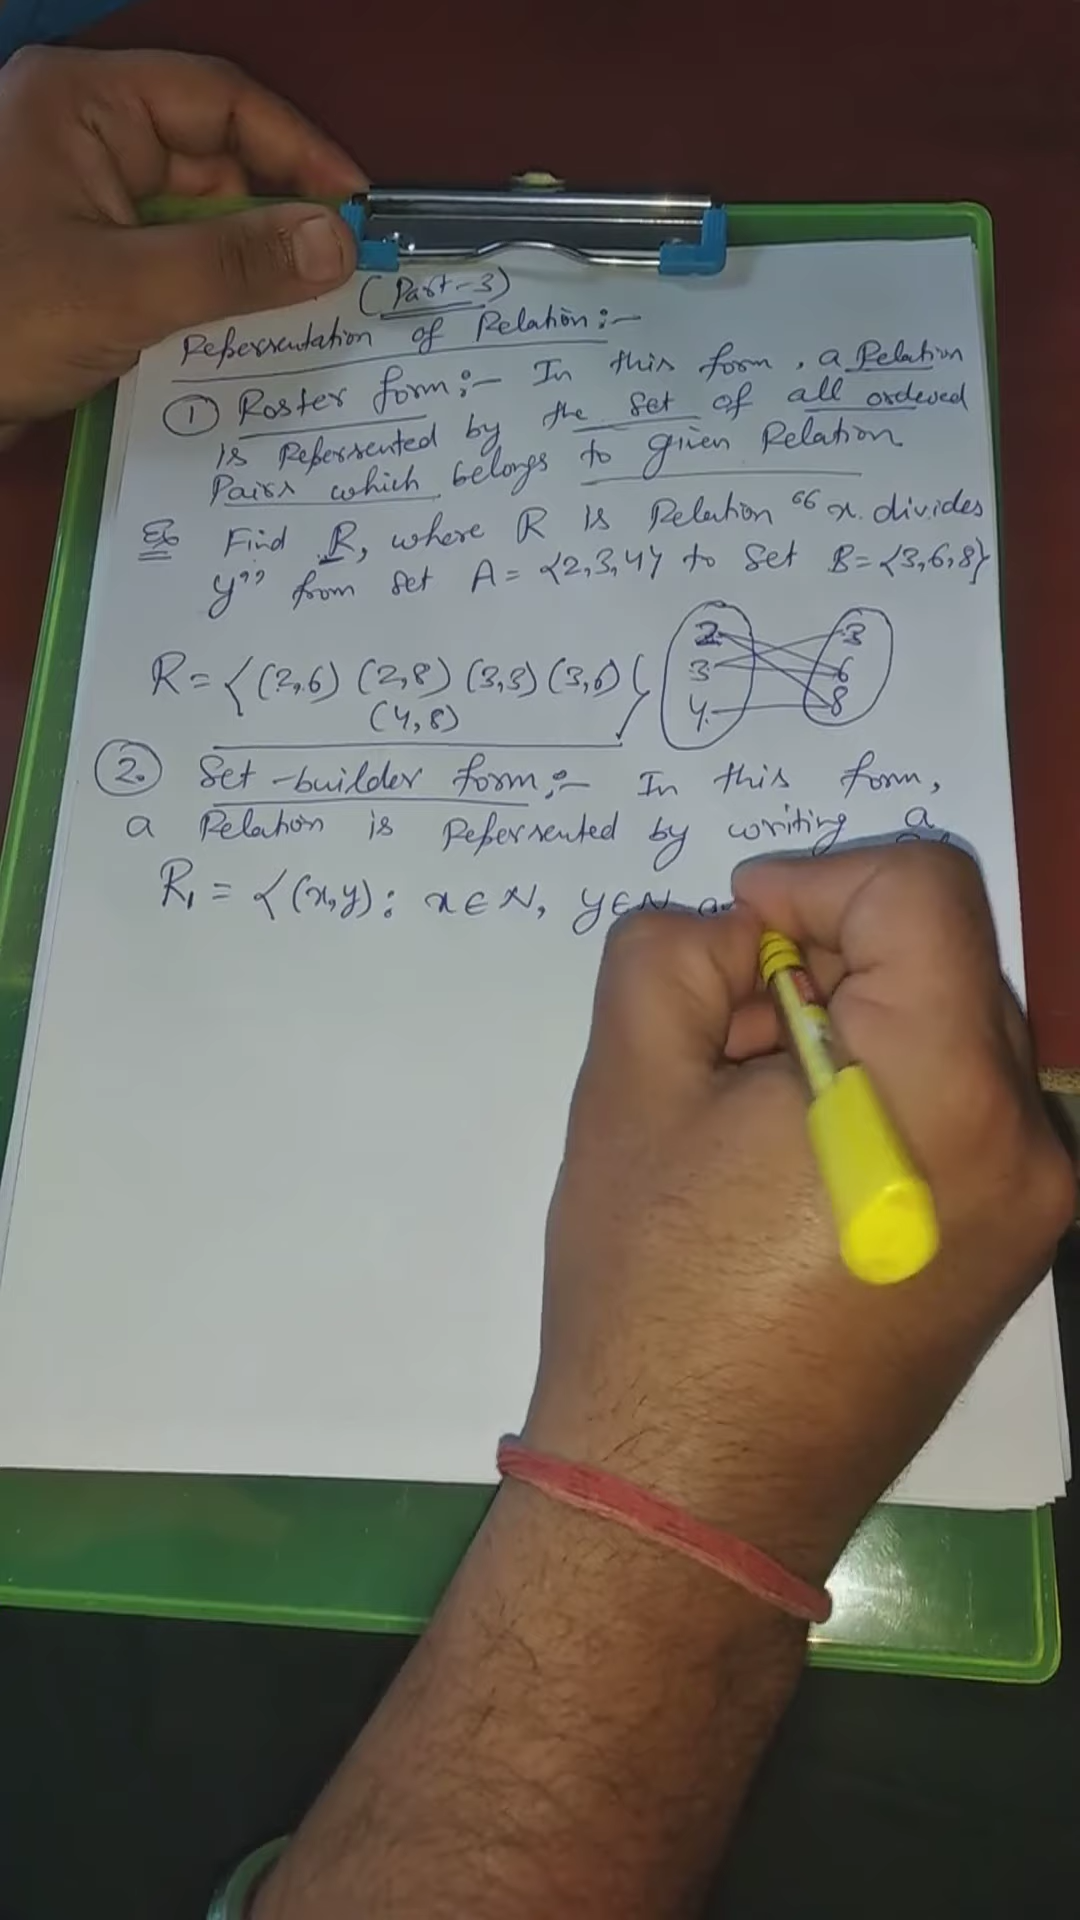 (Part-3)
Representation of Relation:-
① Roster form:- In this form, a Relation
is Represented by the set of all ordered
Pairs which belongs to given Relation
Ex Find R, where R is Relation "x divides
y" from set A = {2,3,4} to set B = {3,6,8}
R = {(2,6) (2,8) (3,3) (3,6)
(4,8) }
2 3
3 6
4 8
② Set-builder form:- In this form,
a Relation is Represented by writing a
R₁ = {(x,y): x∈N, y∈N